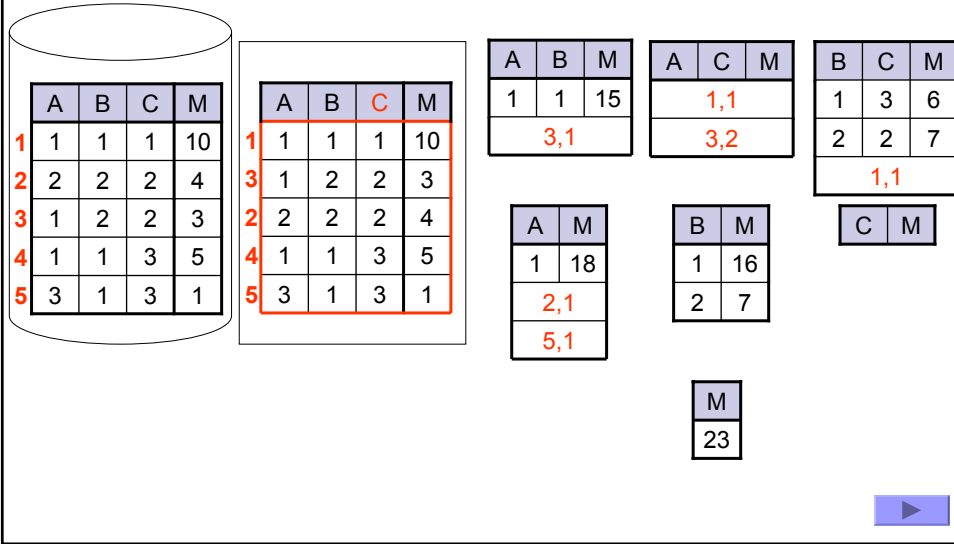 A B C M
1 1 1 1 10
2 2 2 2 4
3 1 2 2 3
4 1 1 3 5
5 3 1 3 1
A B C M
1 1 1 1 10
3 1 2 2 3
2 2 2 2 4
4 1 1 3 5
5 3 1 3 1
A B M
1 1 15
3,1
A C M
1,1
3,2
B C M
1 3 6
2 2 7
1,1
A M
1 18
2,1
5,1
B M
1 16
2 7
C M
M
23